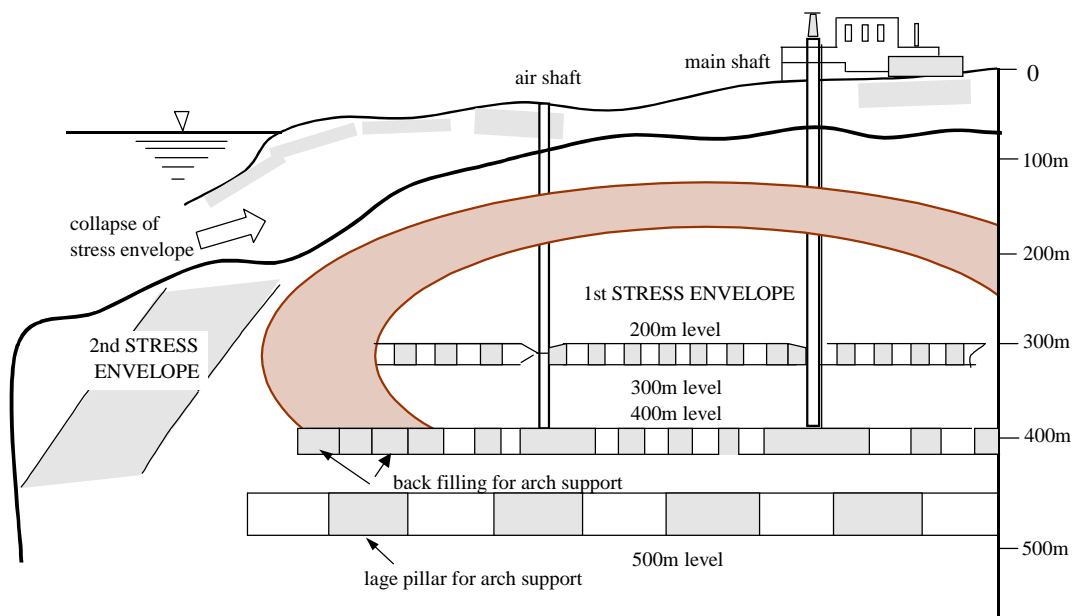 main shaft
air shaft
0
100m
collapse of
stress envelope
200m
1st STRESS ENVELOPE
200m level
2nd STRESS
ENVELOPE
300m
300m level
400m level
400m
back filling for arch support
500m level
500m
lage pillar for arch support